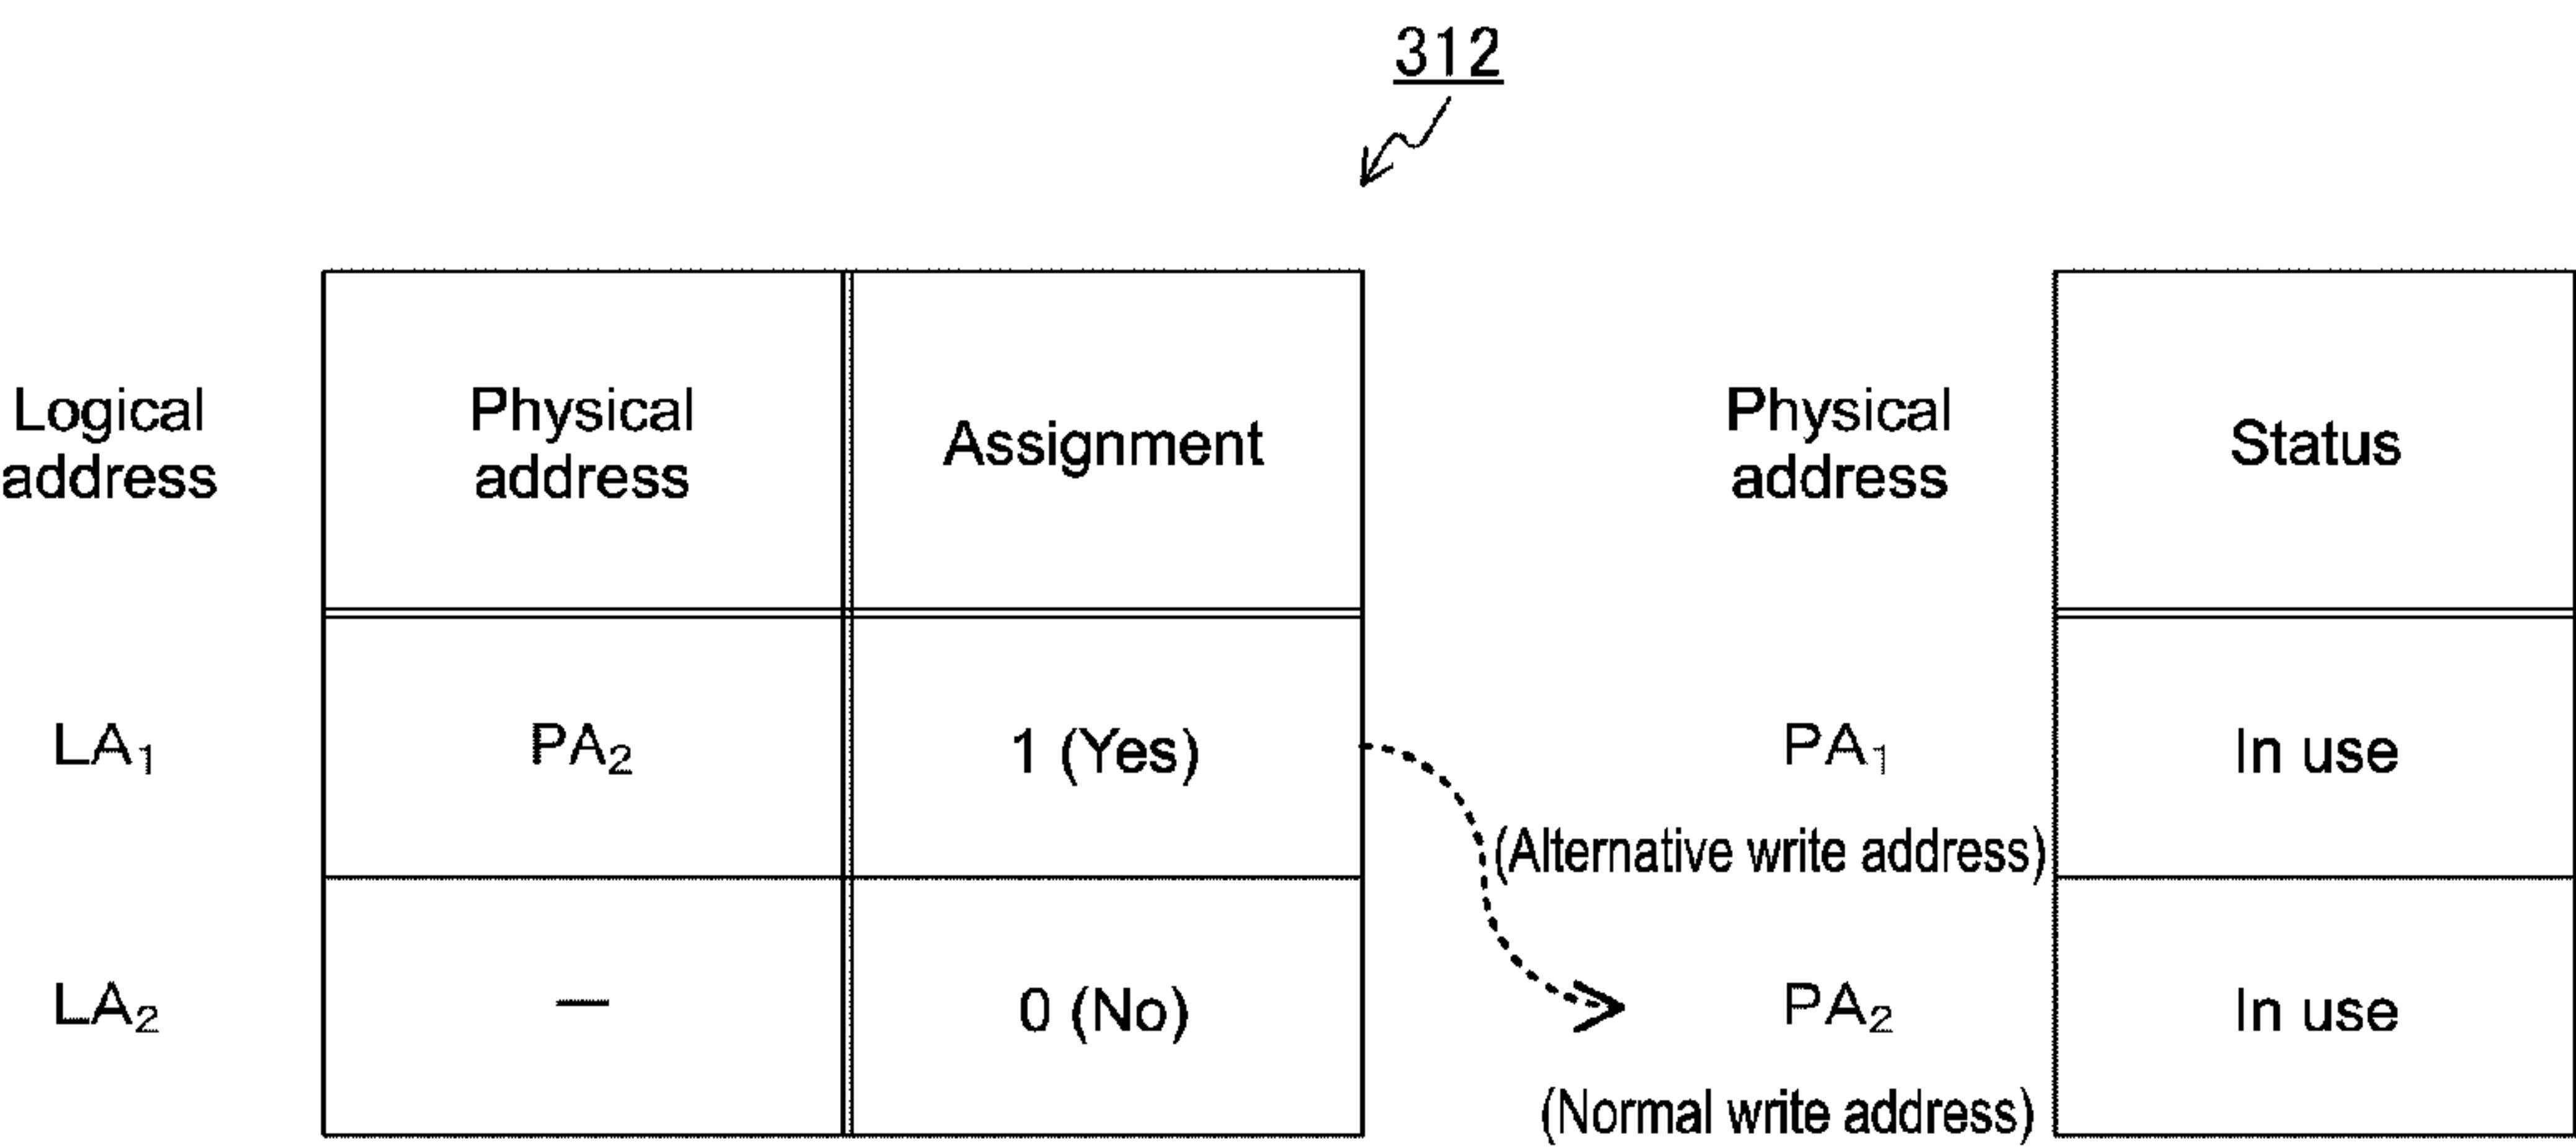 312
Logical
address
Physical
address
Assignment
Physical
address
Status
LA₁
PA₂
1 (Yes)
PA₁
(Alternative write address)
In use
LA₂
—
0 (No)
PA₂
(Normal write address)
In use